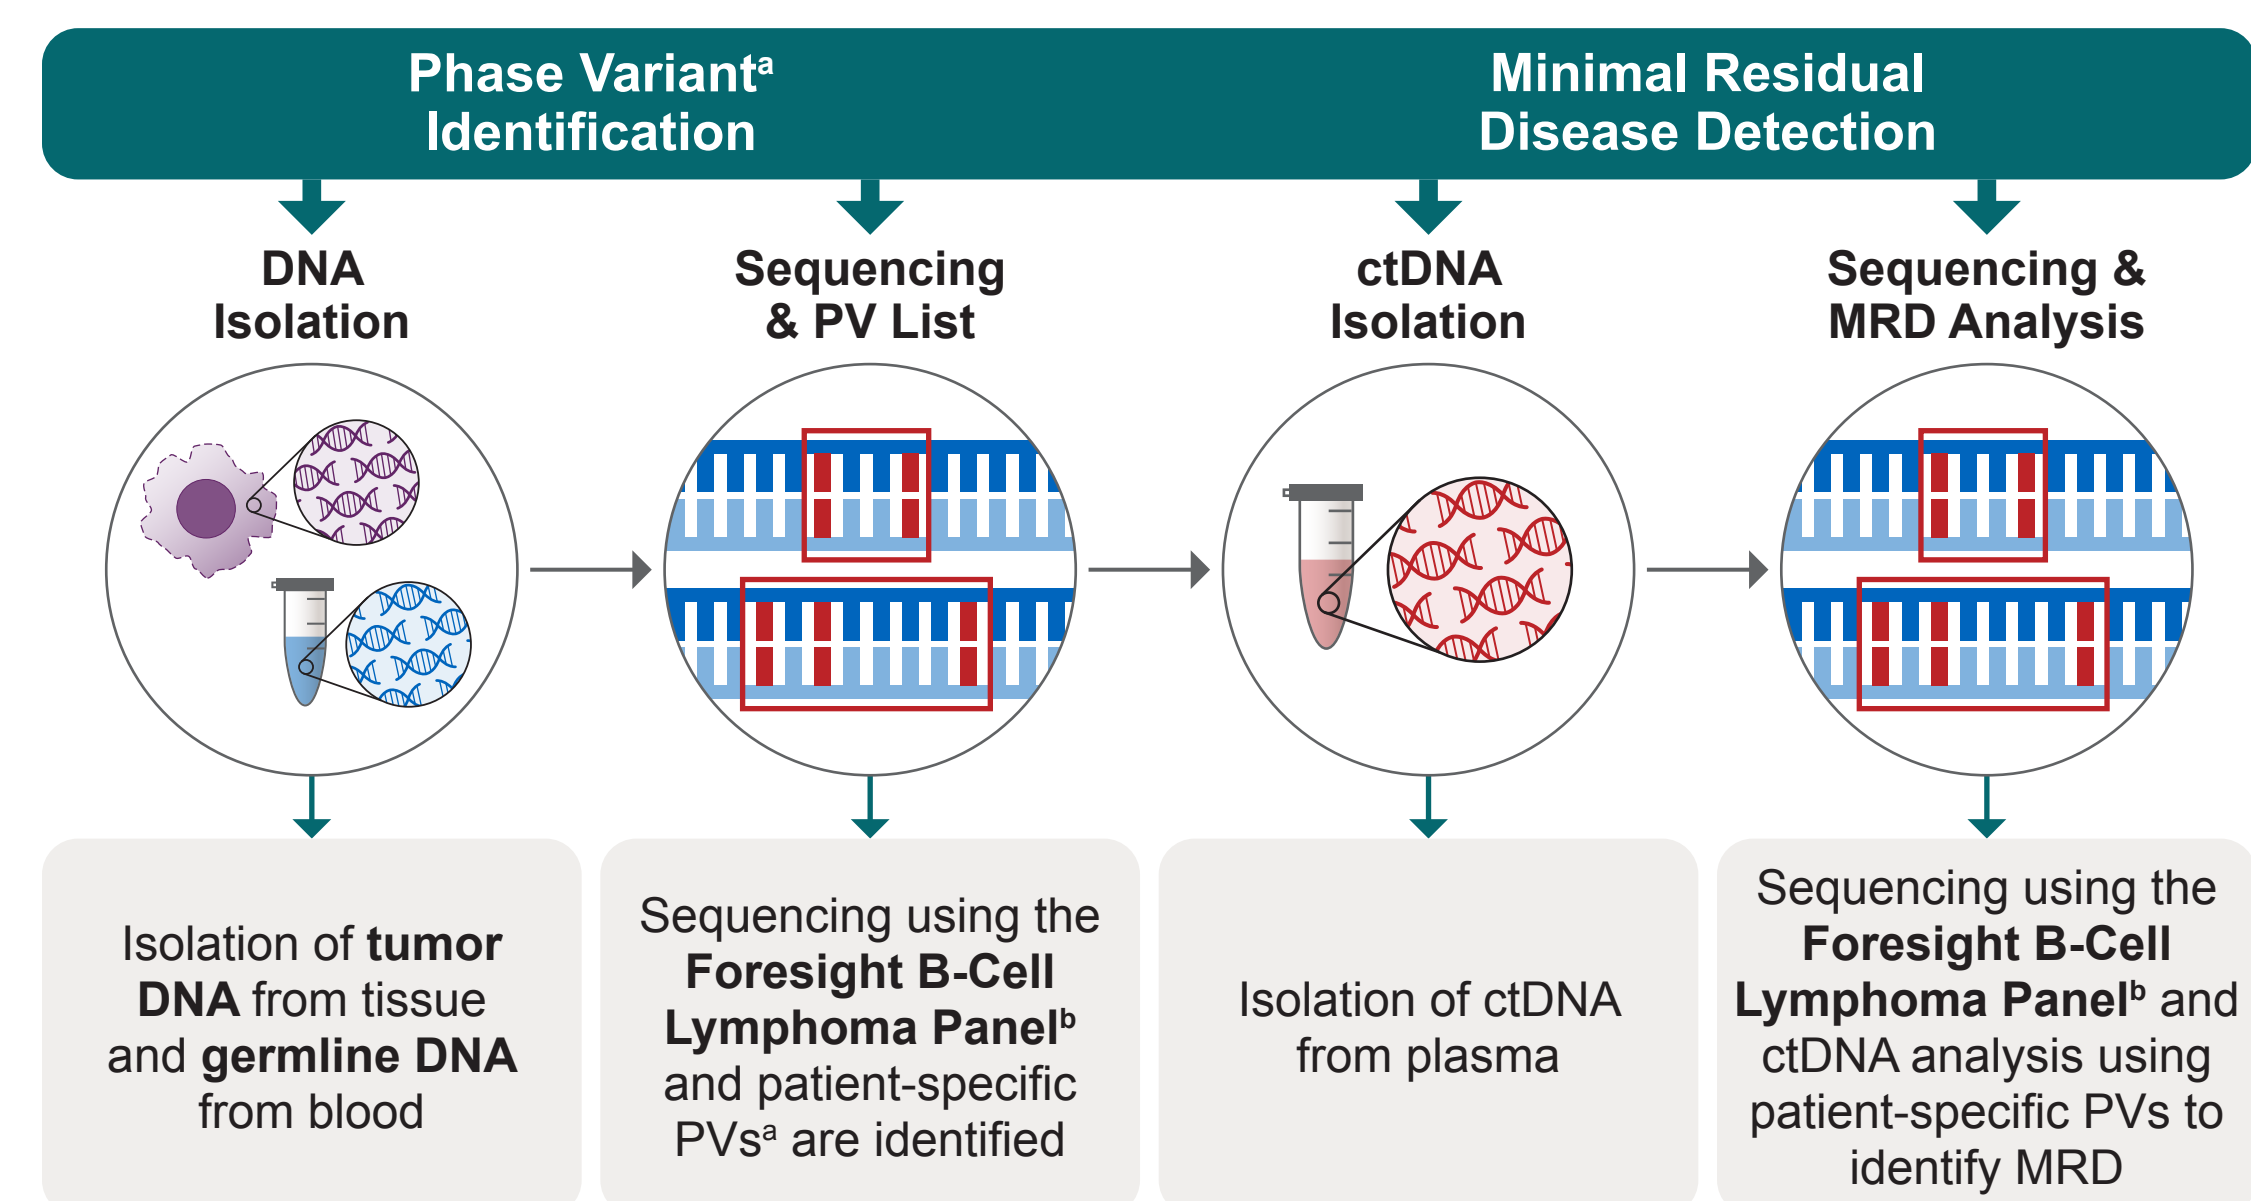 Phase Variantᵃ
Identification
Minimal Residual
Disease Detection
DNA
Isolation
Sequencing
& PV List
ctDNA
Isolation
Sequencing &
MRD Analysis
Isolation of tumor
DNA from tissue
and germline DNA
from blood
Sequencing using the
Foresight B-Cell
Lymphoma Panelᵇ
and patient-specific
PVsᵃ are identified
Isolation of ctDNA
from plasma
Sequencing using the
Foresight B-Cell
Lymphoma Panelᵇ and
ctDNA analysis using
patient-specific PVs to
identify MRD